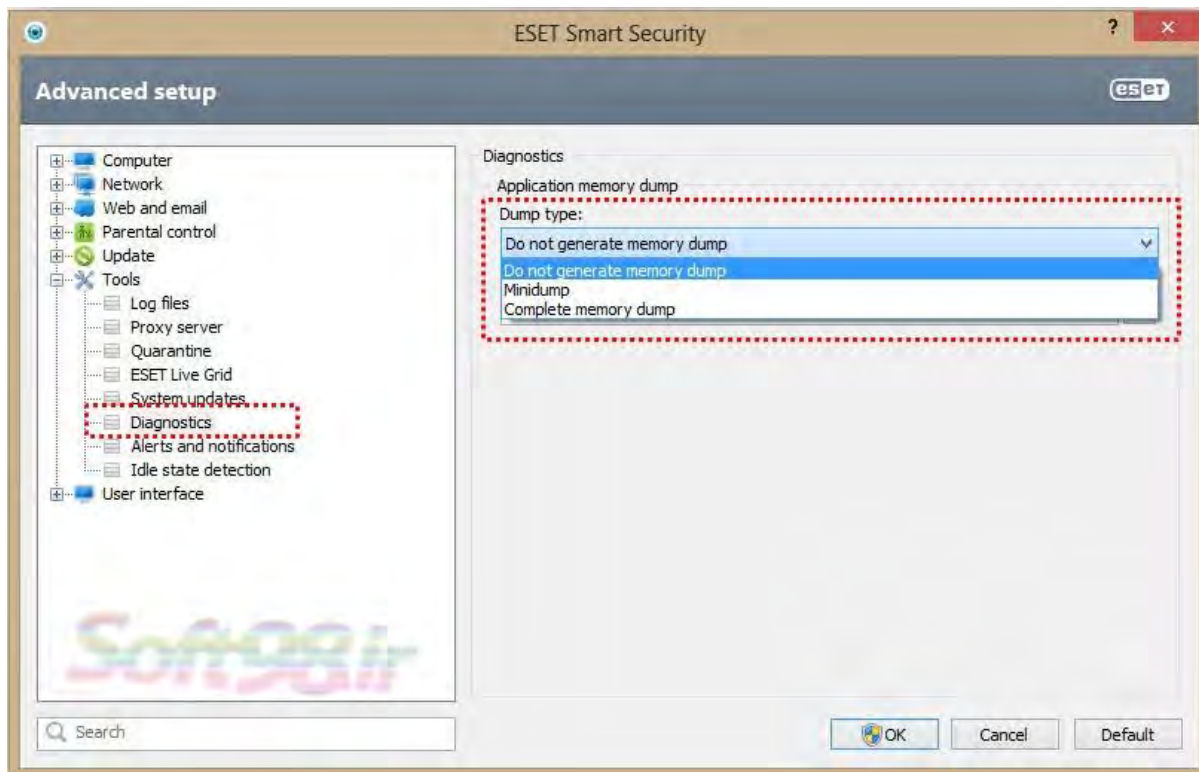 ESET Smart Security
?
Advanced setup
eset
Computer
Network
Web and email
Parental control
Update
Tools
Log files
Proxy server
Quarantine
ESET Live Grid
System updates
Diagnostics
Alerts and notifications
Idle state detection
User interface
Soft98.ir
Search
Diagnostics
Application memory dump
Dump type:
Do not generate memory dump
Do not generate memory dump
Minidump
Complete memory dump
OK
Cancel
Default